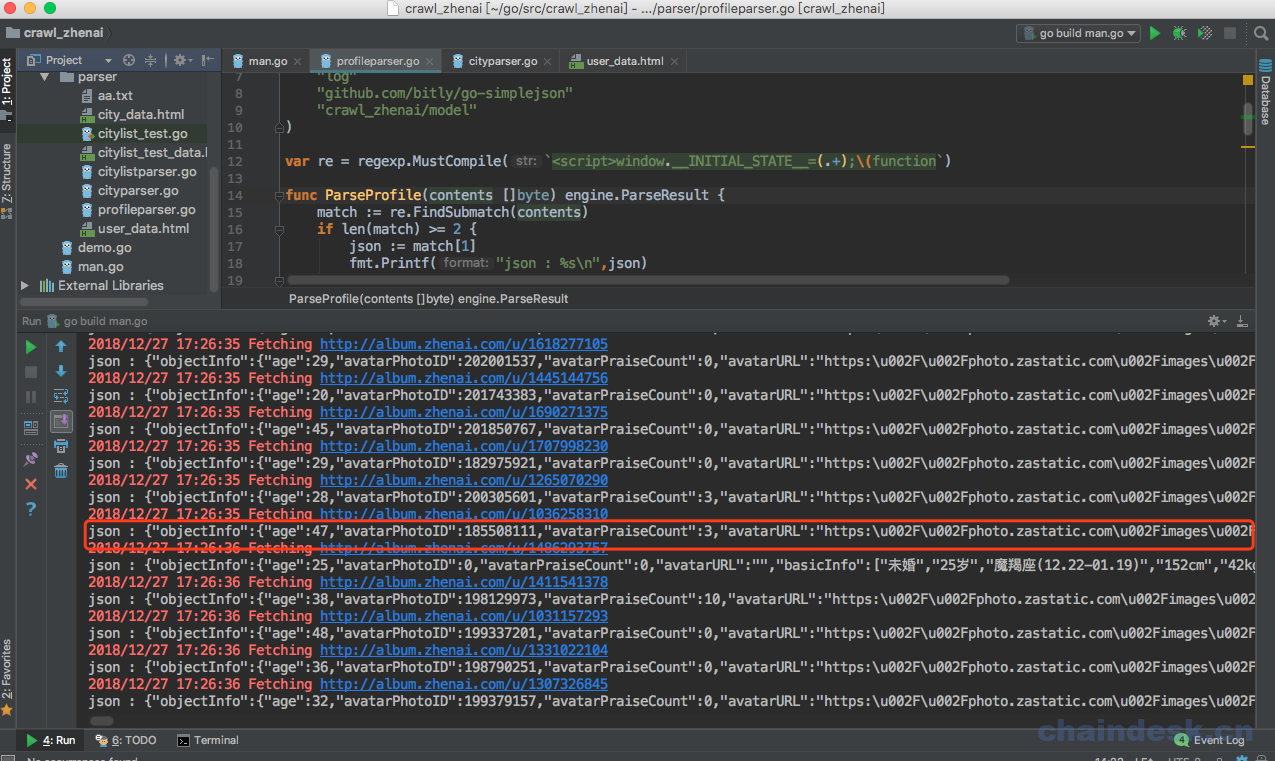 crawl_zhenai [~/go/src/crawl_zhenai] - .../parser/profileparser.go [crawl_zhenai]
crawl_zhenai
go build man.go
1: Project
Z: Structure
2: Favorites
Database
Project
parser
aa.txt
city_data.html
citylist_test.go
citylist_test_data.l
citylistparser.go
cityparser.go
profileparser.go
user_data.html
demo.go
man.go
External Libraries
man.go
profileparser.go
cityparser.go
user_data.html
7 "log"
8 "github.com/bitly/go-simplejson"
9 "crawl_zhenai/model"
10 )
11
12 var re = regexp.MustCompile( str: `<script>window.__INITIAL_STATE__=(.+);\(function`)
13
14 func ParseProfile(contents []byte) engine.ParseResult {
15 match := re.FindSubmatch(contents)
16 if len(match) >= 2 {
17 json := match[1]
18 fmt.Printf( format: "json : %s\n",json)
19
ParseProfile(contents []byte) engine.ParseResult
Run go build man.go
2018/12/27 17:26:35 Fetching http://album.zhenai.com/u/1618277105
json : {"objectInfo":{"age":29,"avatarPhotoID":202001537,"avatarPraiseCount":0,"avatarURL":"https:\u002F\u002Fphoto.zastatic.com\u002Fimages\u002F
2018/12/27 17:26:35 Fetching http://album.zhenai.com/u/1445144756
json : {"objectInfo":{"age":20,"avatarPhotoID":201743383,"avatarPraiseCount":0,"avatarURL":"https:\u002F\u002Fphoto.zastatic.com\u002Fimages\u002F
2018/12/27 17:26:35 Fetching http://album.zhenai.com/u/1690271375
json : {"objectInfo":{"age":45,"avatarPhotoID":201850767,"avatarPraiseCount":0,"avatarURL":"https:\u002F\u002Fphoto.zastatic.com\u002Fimages\u002F
2018/12/27 17:26:35 Fetching http://album.zhenai.com/u/1707998230
json : {"objectInfo":{"age":29,"avatarPhotoID":182975921,"avatarPraiseCount":0,"avatarURL":"https:\u002F\u002Fphoto.zastatic.com\u002Fimages\u002F
2018/12/27 17:26:35 Fetching http://album.zhenai.com/u/1265070290
json : {"objectInfo":{"age":28,"avatarPhotoID":200305601,"avatarPraiseCount":3,"avatarURL":"https:\u002F\u002Fphoto.zastatic.com\u002Fimages\u002F
2018/12/27 17:26:35 Fetching http://album.zhenai.com/u/1036258310
json : {"objectInfo":{"age":47,"avatarPhotoID":185508111,"avatarPraiseCount":3,"avatarURL":"https:\u002F\u002Fphoto.zastatic.com\u002Fimages\u002F
2018/12/27 17:26:36 Fetching http://album.zhenai.com/u/1486293757
json : {"objectInfo":{"age":25,"avatarPhotoID":0,"avatarPraiseCount":0,"avatarURL":"","basicInfo":["未婚","25岁","魔羯座(12.22-01.19)","152cm","42kg
2018/12/27 17:26:36 Fetching http://album.zhenai.com/u/1411541378
json : {"objectInfo":{"age":38,"avatarPhotoID":198129973,"avatarPraiseCount":10,"avatarURL":"https:\u002F\u002Fphoto.zastatic.com\u002Fimages\u002
2018/12/27 17:26:36 Fetching http://album.zhenai.com/u/1031157293
json : {"objectInfo":{"age":48,"avatarPhotoID":199337201,"avatarPraiseCount":0,"avatarURL":"https:\u002F\u002Fphoto.zastatic.com\u002Fimages\u002F
2018/12/27 17:26:36 Fetching http://album.zhenai.com/u/1331022104
json : {"objectInfo":{"age":36,"avatarPhotoID":198790251,"avatarPraiseCount":0,"avatarURL":"https:\u002F\u002Fphoto.zastatic.com\u002Fimages\u002F
2018/12/27 17:26:36 Fetching http://album.zhenai.com/u/1307326845
json : {"objectInfo":{"age":32,"avatarPhotoID":199379157,"avatarPraiseCount":0,"avatarURL":"https:\u002F\u002Fphoto.zastatic.com\u002Fimages\u002F
chaindesk.cn
4: Run
6: TODO
Terminal
4 Event Log